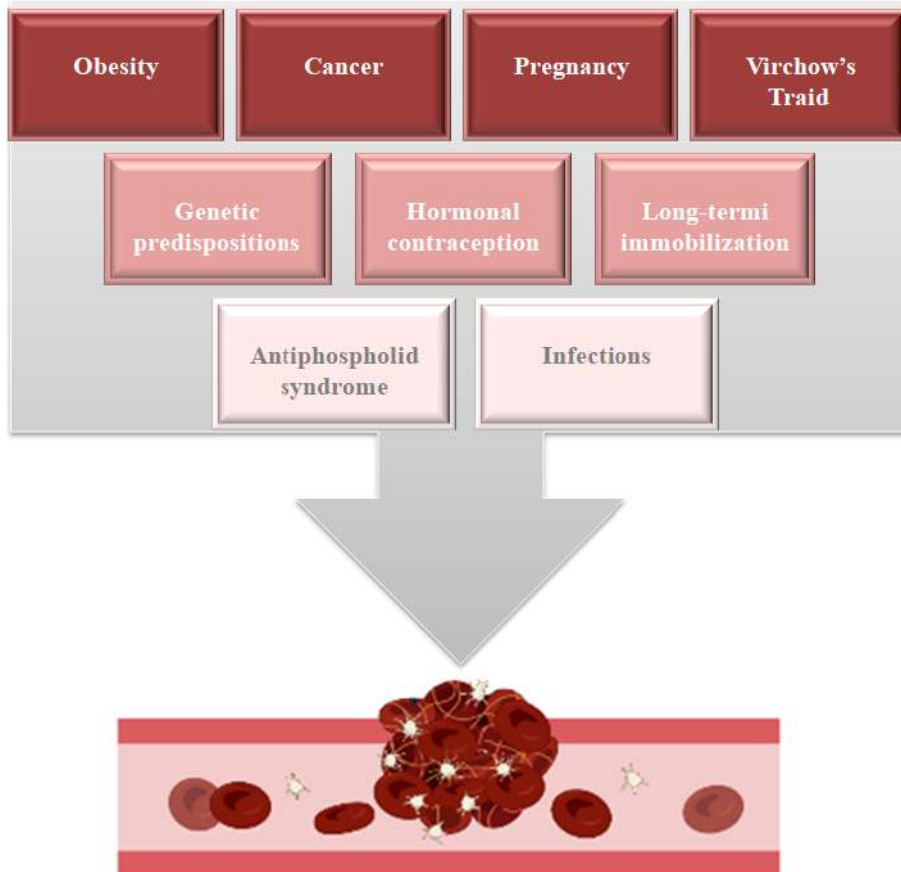 Obesity
Cancer
Pregnancy
Virchow's
Traid
Genetic
predispositions
Hormonal
contraception
Long-termi
immobilization
Antiphospholid
syndrome
Infections